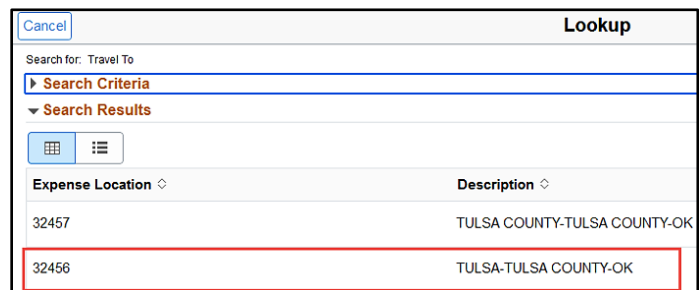 Cancel Lookup
Search for: Travel To
Search Criteria
Search Results
Expense Location Description
32457 TULSA COUNTY-TULSA COUNTY-OK
32456 TULSA-TULSA COUNTY-OK